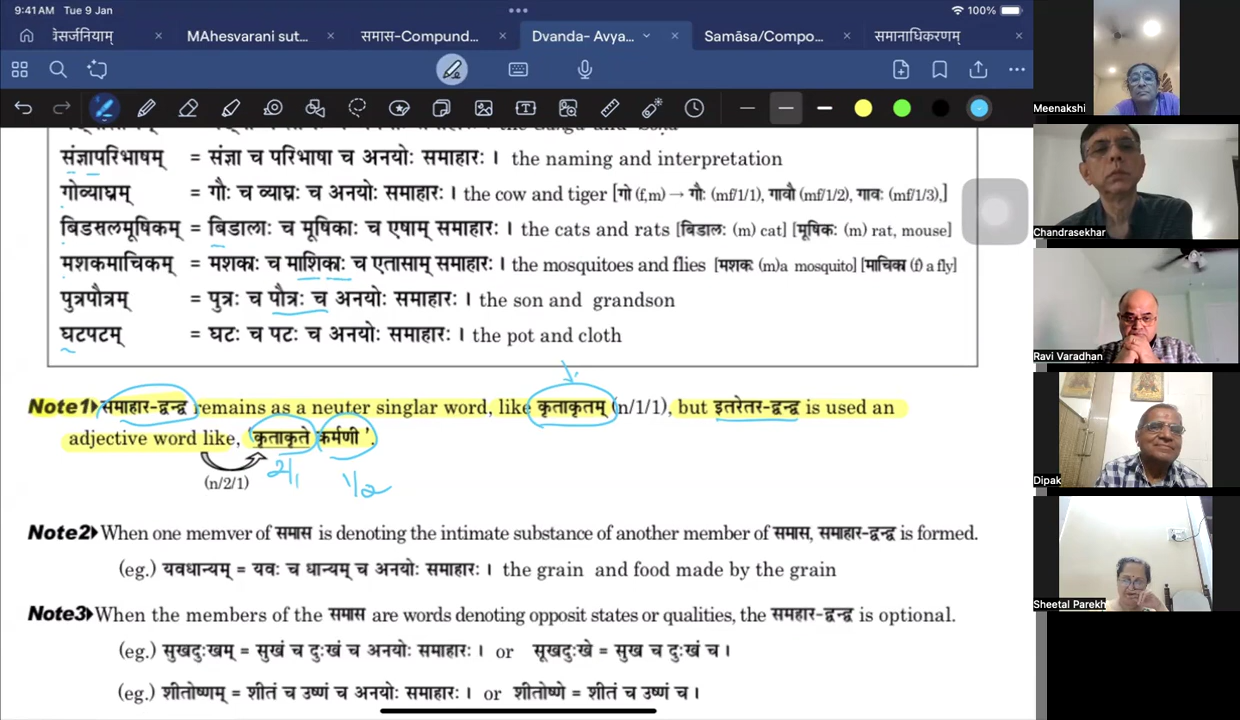 9:41 AM Tue 9 Jan 100%
वेसर्जनियाम् MAhesvarani sut... समास-Compund... Dvanda- Avya... Samāsa/Compo... समानाधिकरणम्
संज्ञापरिभाषम् = संज्ञा च परिभाषा च अनयोः समाहारः । the naming and interpretation
गोव्याघ्रम् = गौः च व्याघ्रः च अनयोः समाहारः । the cow and tiger [गो (f,m) → गौः (mf/1/1), गावौ (mf/1/2), गावः (mf/1/3),]
बिडसलमूषिकम् = बिडालाः च मूषिकाः च एषाम् समाहारः । the cats and rats [बिडालः (m) cat] [मूषिकः (m) rat, mouse]
मशकमाचिकम् = मशकाः च माशिकाः च एतासाम् समाहारः । the mosquitoes and flies [मशकः (m)a mosquito] [माचिका (f) a fly]
पुत्रपौत्रम् = पुत्रः च पौत्रः च अनयोः समाहारः । the son and grandson
घटपटम् = घटः च पटः च अनयोः समाहारः । the pot and cloth
Note1 समाहार-द्वन्द्व remains as a neuter singlar word, like कृताकृतम् (n/1/1), but इतरेतर-द्वन्द्व is used an
adjective word like, 'कृताकृते कर्मणी'.
(n/2/1) 2/1 1/2
Note2 When one memver of समास is denoting the intimate substance of another member of समास, समाहार-द्वन्द्व is formed.
(eg.) यवधान्यम् = यवः च धान्यम् च अनयोः समाहारः । the grain and food made by the grain
Note3 When the members of the समास are words denoting opposit states or qualities, the समहार-द्वन्द्व is optional.
(eg.) सुखदुःखम् = सुखं च दुःखं च अनयोः समाहारः । or सूखदुःखे = सुख च दुःखं च ।
(eg.) शीतोष्णम् = शीतं च उष्णं च अनयोः समाहारः । or शीतोष्णे = शीतं च उष्णं च ।
Meenakshi
Chandrasekhar
Ravi Varadhan
Dipak
Sheetal Parekh